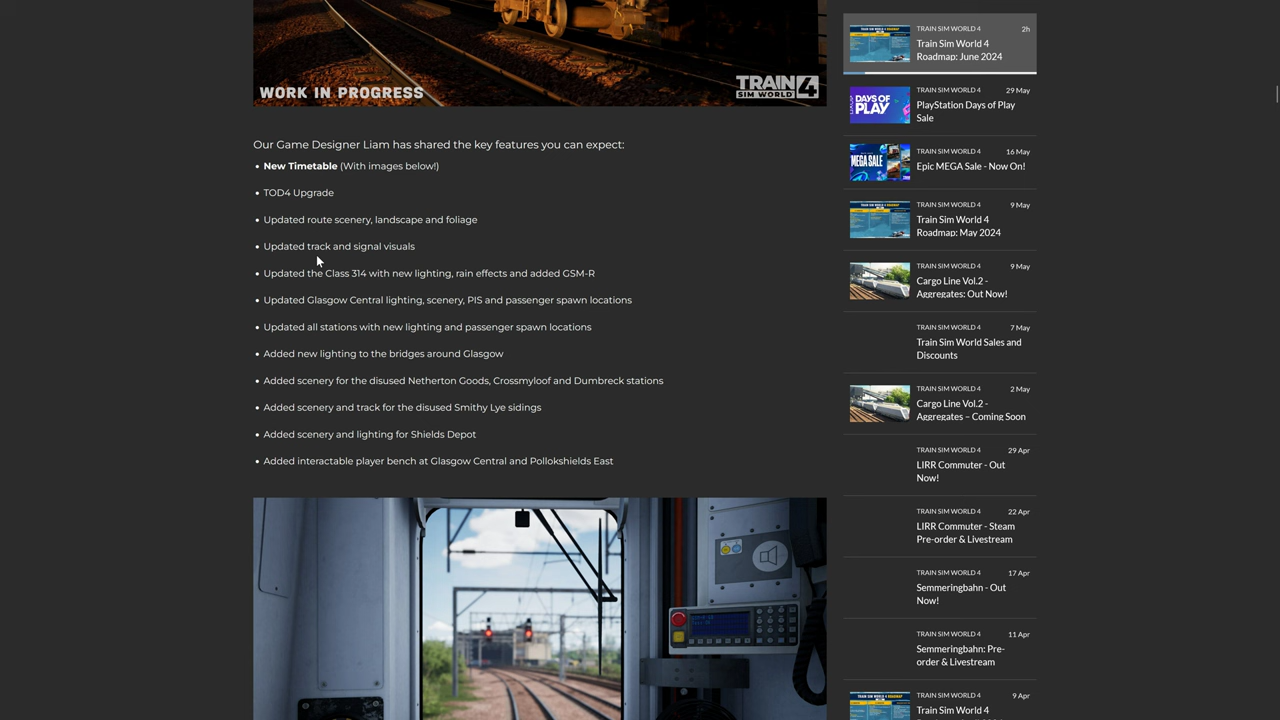 WORK IN PROGRESS
TRAIN SIM WORLD 4
Our Game Designer Liam has shared the key features you can expect:
• New Timetable (With images below!)
• TOD4 Upgrade
• Updated route scenery, landscape and foliage
• Updated track and signal visuals
• Updated the Class 314 with new lighting, rain effects and added GSM-R
• Updated Glasgow Central lighting, scenery, PIS and passenger spawn locations
• Updated all stations with new lighting and passenger spawn locations
• Added new lighting to the bridges around Glasgow
• Added scenery for the disused Netherton Goods, Crossmyloof and Dumbreck stations
• Added scenery and track for the disused Smithy Lye sidings
• Added scenery and lighting for Shields Depot
• Added interactable player bench at Glasgow Central and Pollokshields East
TRAIN SIM WORLD 4 2h
Train Sim World 4
Roadmap: June 2024
DAYS OF
PLAY
TRAIN SIM WORLD 4 29 May
PlayStation Days of Play
Sale
MEGA SALE
TRAIN SIM WORLD 4 16 May
Epic MEGA Sale - Now On!
TRAIN SIM WORLD 4 9 May
Train Sim World 4
Roadmap: May 2024
TRAIN SIM WORLD 4 9 May
Cargo Line Vol.2 -
Aggregates: Out Now!
TRAIN SIM WORLD 4 7 May
Train Sim World Sales and
Discounts
TRAIN SIM WORLD 4 2 May
Cargo Line Vol.2 -
Aggregates – Coming Soon
TRAIN SIM WORLD 4 29 Apr
LIRR Commuter - Out
Now!
TRAIN SIM WORLD 4 22 Apr
LIRR Commuter - Steam
Pre-order & Livestream
TRAIN SIM WORLD 4 17 Apr
Semmeringbahn - Out
Now!
TRAIN SIM WORLD 4 11 Apr
Semmeringbahn: Pre-
order & Livestream
TRAIN SIM WORLD 4 9 Apr
Train Sim World 4